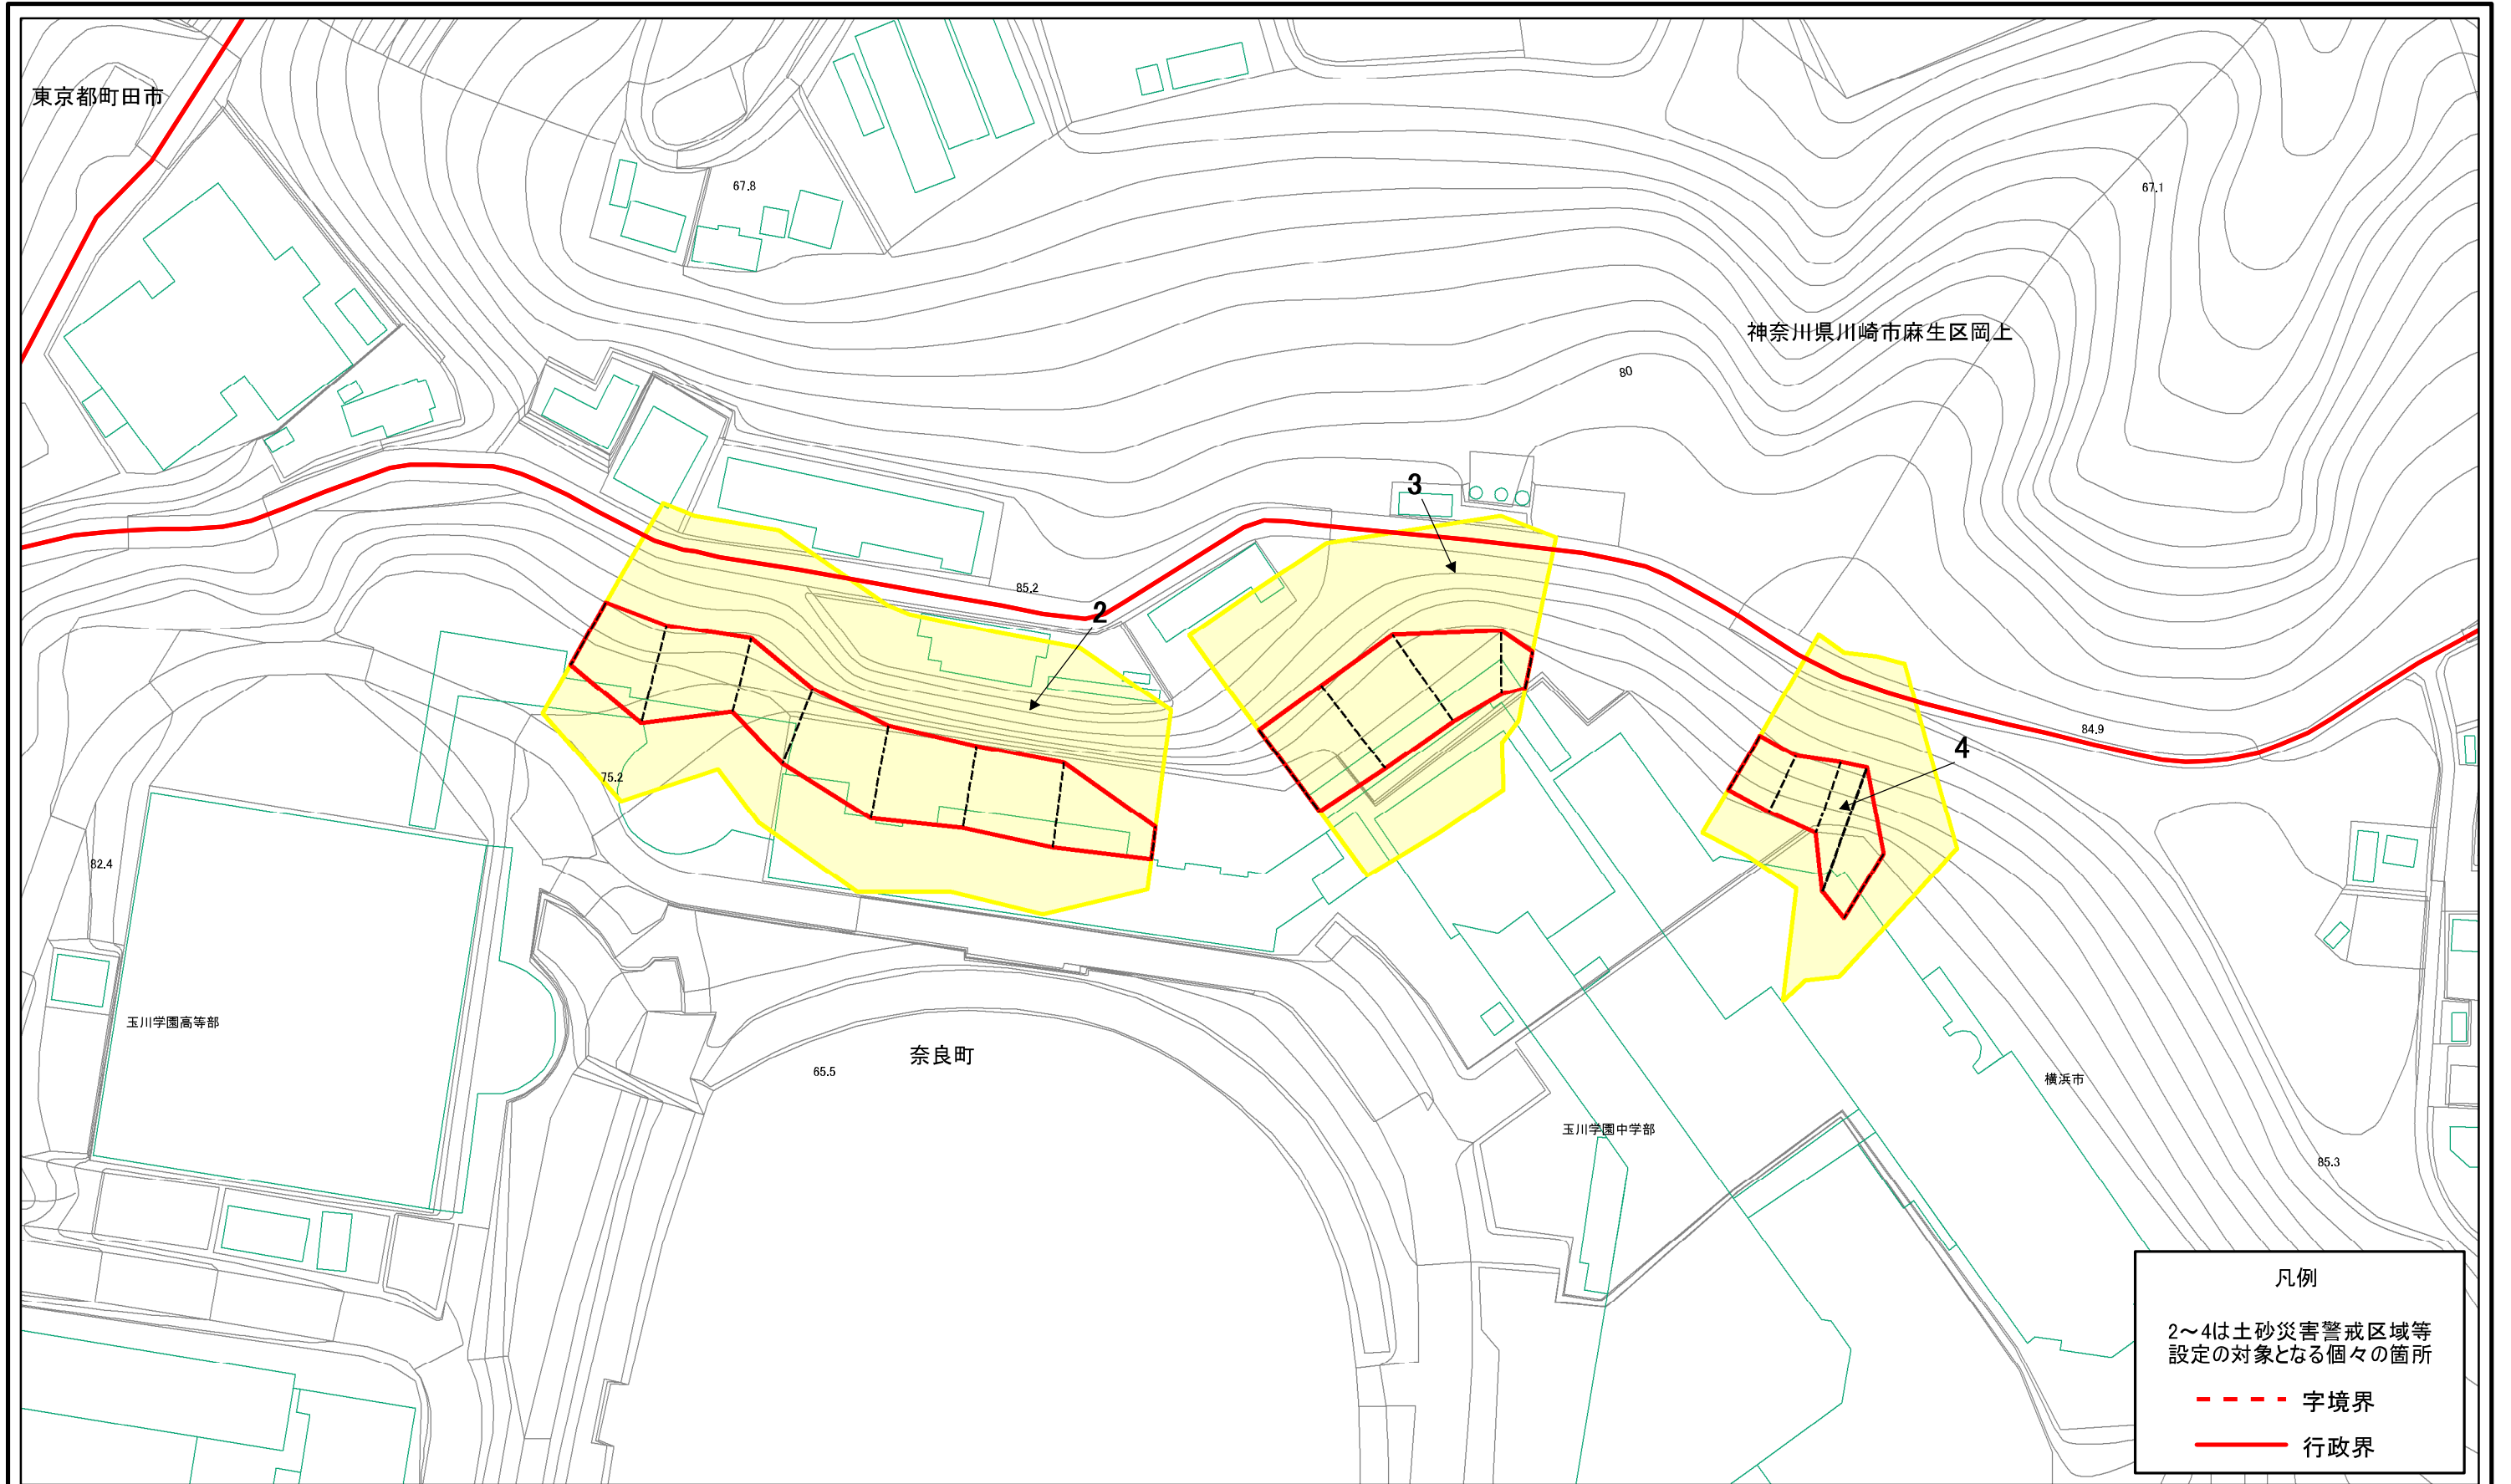 東京都町田市
67.8
67.1
神奈川県川崎市麻生区岡上
80
3
85.2
2
84.9
4
75.2
82.4
玉川学園高等部
奈良町
65.5
横浜市
玉川学園中学部
85.3
凡例
2～4は土砂災害警戒区域等
設定の対象となる個々の箇所
字境界
行政界